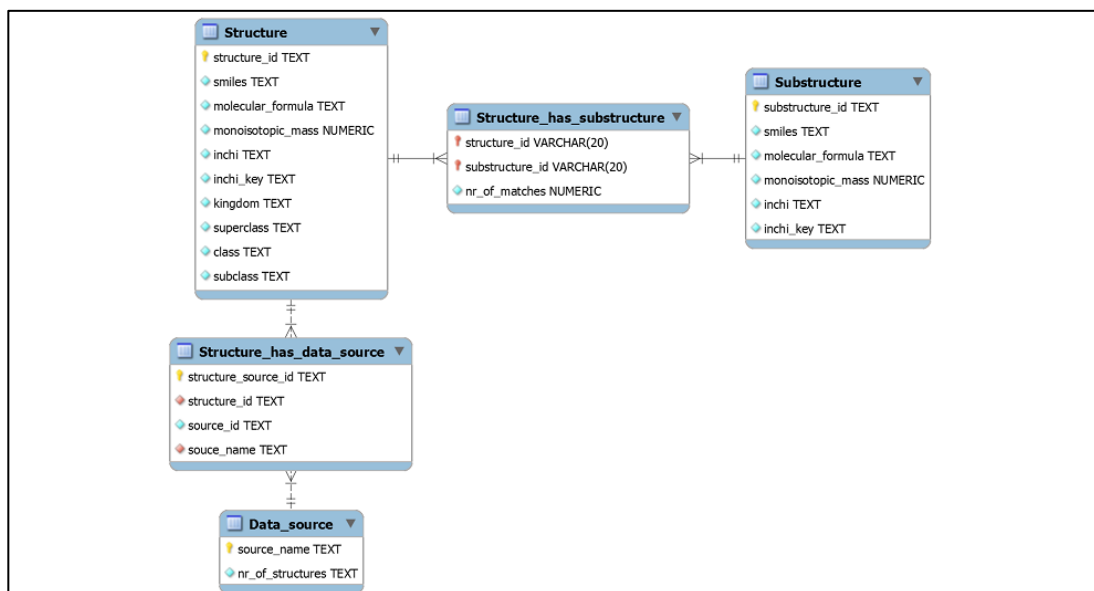 Structure
structure_id TEXT
smiles TEXT
molecular_formula TEXT
monoisotopic_mass NUMERIC
inchi TEXT
inchi_key TEXT
kingdom TEXT
superclass TEXT
class TEXT
subclass TEXT
Structure_has_substructure
structure_id VARCHAR(20)
substructure_id VARCHAR(20)
nr_of_matches NUMERIC
Substructure
substructure_id TEXT
smiles TEXT
molecular_formula TEXT
monoisotopic_mass NUMERIC
inchi TEXT
inchi_key TEXT
Structure_has_data_source
structure_source_id TEXT
structure_id TEXT
source_id TEXT
souce_name TEXT
Data_source
source_name TEXT
nr_of_structures TEXT